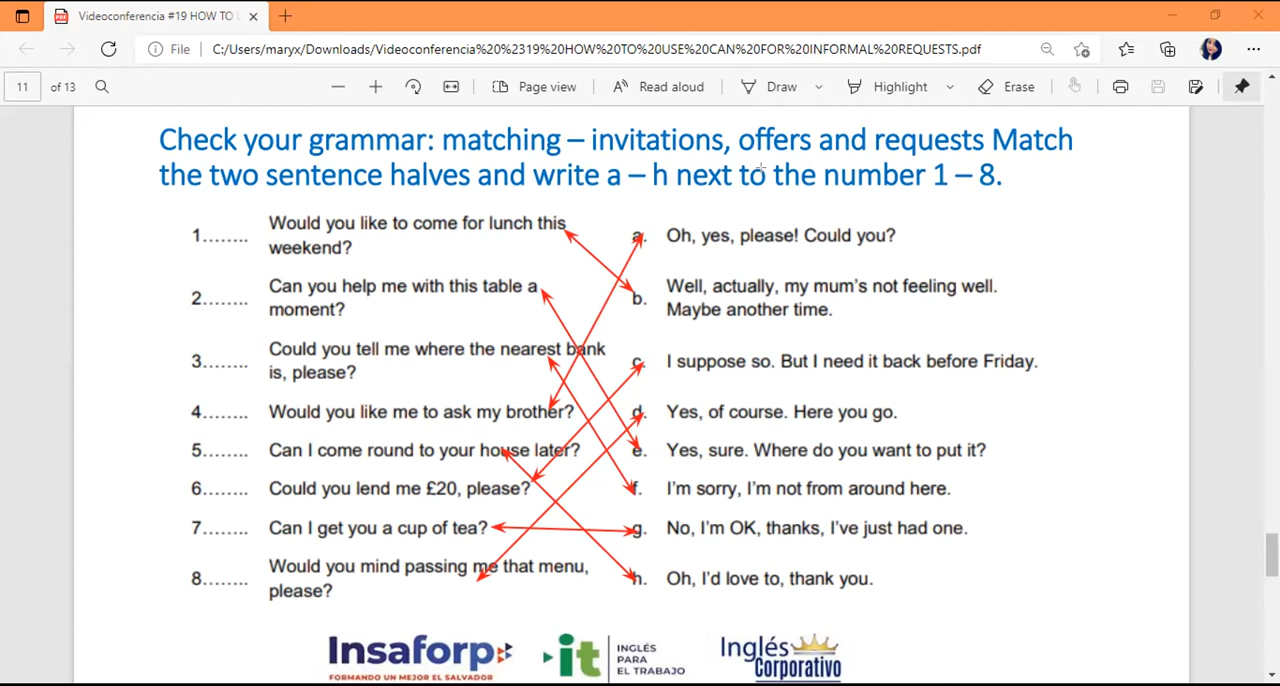 Videoconferencia #19 HOW TO
File C:/Users/maryx/Downloads/Videoconferencia%20%2319%20HOW%20TO%20USE%20CAN%20FOR%20INFORMAL%20REQUESTS.pdf
11 of 13 Page view Read aloud Draw Highlight Erase
Check your grammar: matching – invitations, offers and requests Match
the two sentence halves and write a – h next to the number 1 – 8.
1........ Would you like to come for lunch this
weekend?
a. Oh, yes, please! Could you?
2........ Can you help me with this table a
moment?
b. Well, actually, my mum's not feeling well.
Maybe another time.
3........ Could you tell me where the nearest bank
is, please?
c. I suppose so. But I need it back before Friday.
4........ Would you like me to ask my brother? d. Yes, of course. Here you go.
5........ Can I come round to your house later? e. Yes, sure. Where do you want to put it?
6........ Could you lend me £20, please? f. I'm sorry, I'm not from around here.
7........ Can I get you a cup of tea? g. No, I'm OK, thanks, I've just had one.
8........ Would you mind passing me that menu,
please?
h. Oh, I'd love to, thank you.
Insaforp
FORMANDO UN MEJOR EL SALVADOR
it
INGLÉS
PARA
EL TRABAJO
Inglés
Corporativo